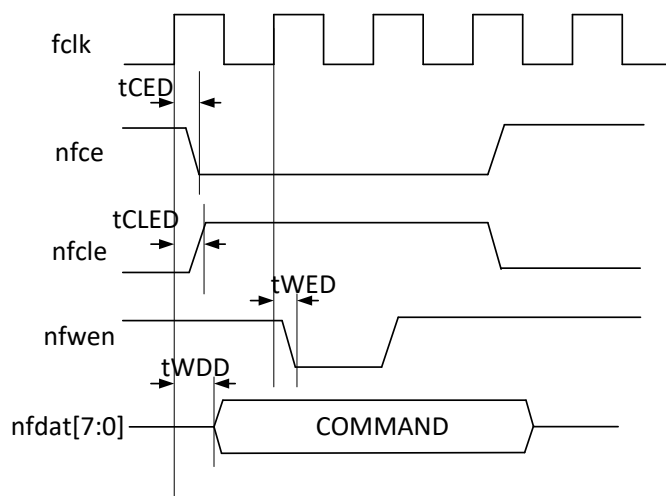 fclk
tCED
nfce
tCLED
nfcle
tWED
nfwen
tWDD
nfdat[7:0]
COMMAND